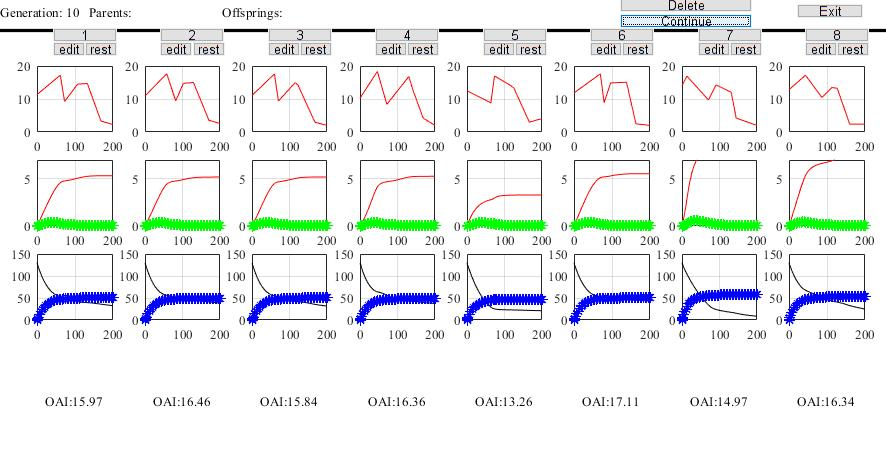 Generation: 10 Parents: Offsprings: Delete Exit
Continue
1 2 3 4 5 6 7 8
edit rest edit rest edit rest edit rest edit rest edit rest edit rest edit rest
20 20 20 20 20 20 20 20
10 10 10 10 10 10 10 10
0 0 0 0 0 0 0 0
0 100 200 0 100 200 0 100 200 0 100 200 0 100 200 0 100 200 0 100 200 0 100 200
5 5 5 5 5 5 5 5
0 0 0 0 0 0 0 0
0 100 200 0 100 200 0 100 200 0 100 200 0 100 200 0 100 200 0 100 200 0 100 200
150 150 150 150 150 150 150 150
100 100 100 100 100 100 100 100
50 50 50 50 50 50 50 50
0 0 0 0 0 0 0 0
0 100 200 0 100 200 0 100 200 0 100 200 0 100 200 0 100 200 0 100 200 0 100 200
OAI:15.97 OAI:16.46 OAI:15.84 OAI:16.36 OAI:13.26 OAI:17.11 OAI:14.97 OAI:16.34